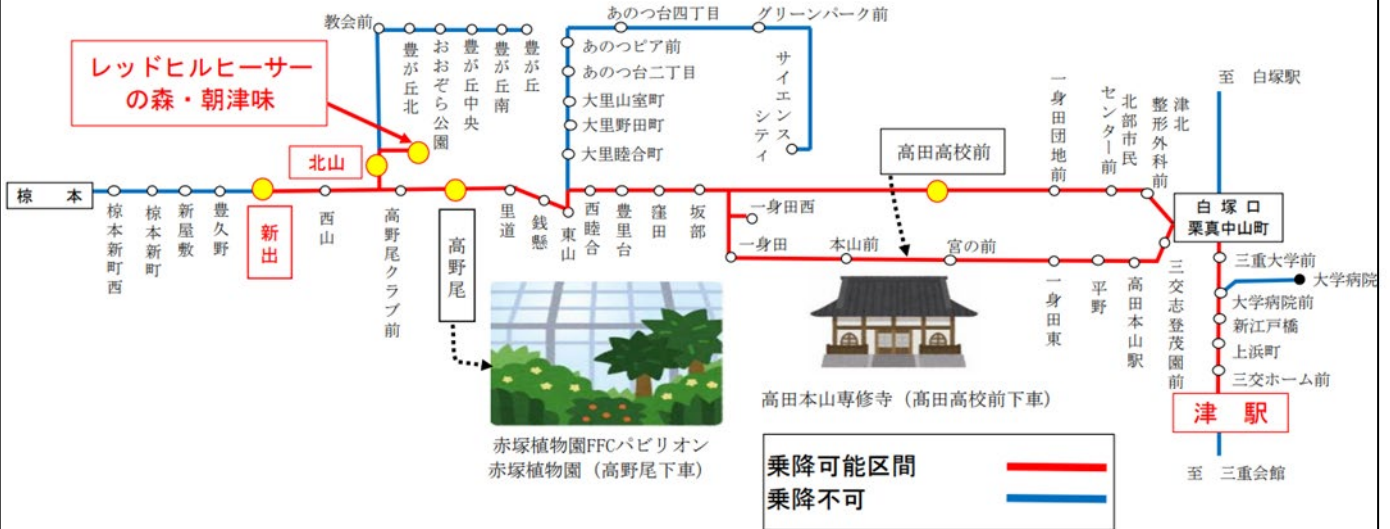 教会前
豊が丘北
おおぞら公園
豊が丘中央
豊が丘南
豊が丘
あのつ台四丁目
グリーンパーク前
あのつピア前
あのつ台二丁目
大里山室町
大里野田町
大里睦合町
サイエンス
シティ
レッドヒルヒーサー
の森・朝津味
北山
椋 本
椋本新町西
椋本新町
新屋敷
豊久野
新出
西山
高野尾クラブ前
高野尾
里道
銭懸
東山
西睦合
豊里台
窪田
坂部
一身田西
一身田
本山前
宮の前
高田高校前
一身田団地前
北部市民
センター前
津北
整形外科前
一身田東
平野
高田本山駅
三交志登茂園前
至 白塚駅
白 塚 口
栗真中山町
三重大学前
大学病院
大学病院前
新江戸橋
上浜町
三交ホーム前
津 駅
至 三重会館
赤塚植物園FFCパビリオン
赤塚植物園（高野尾下車）
高田本山専修寺（髙田高校前下車）
乗降可能区間
乗降不可